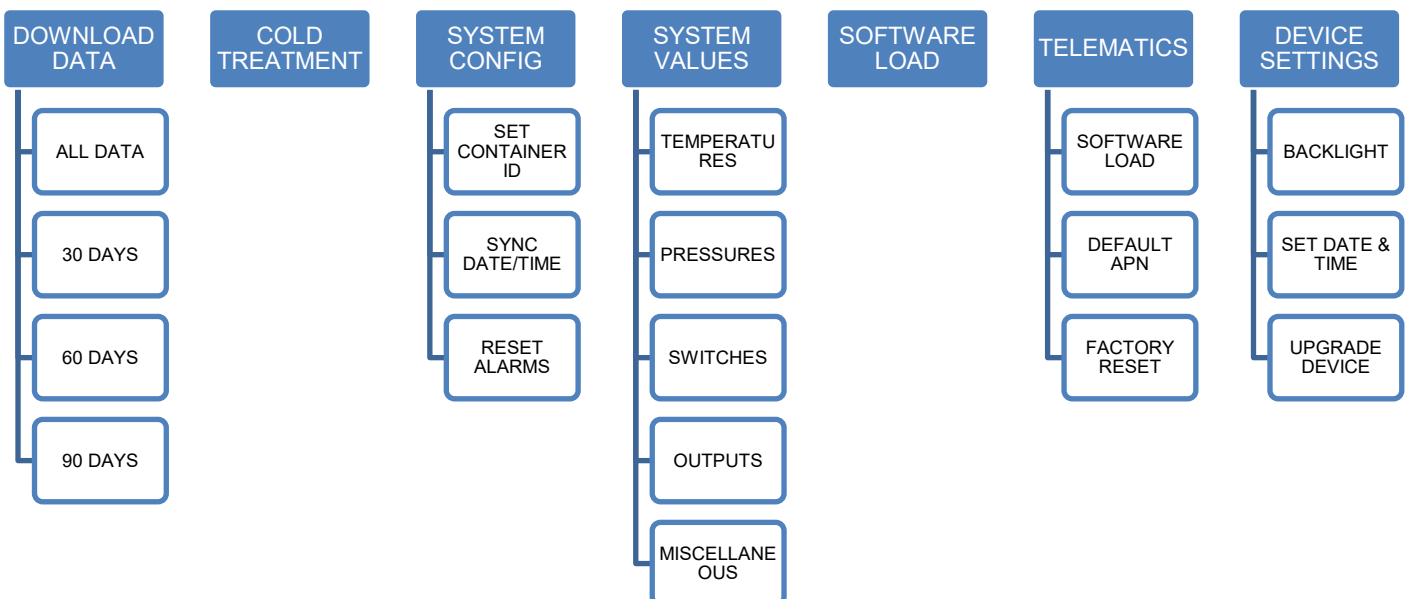 DOWNLOAD
DATA
ALL DATA
30 DAYS
60 DAYS
90 DAYS
COLD
TREATMENT
SYSTEM
CONFIG
SET
CONTAINER
ID
SYNC
DATE/TIME
RESET
ALARMS
SYSTEM
VALUES
TEMPERATU
RES
PRESSURES
SWITCHES
OUTPUTS
MISCELLANE
OUS
SOFTWARE
LOAD
TELEMATICS
SOFTWARE
LOAD
DEFAULT
APN
FACTORY
RESET
DEVICE
SETTINGS
BACKLIGHT
SET DATE &
TIME
UPGRADE
DEVICE